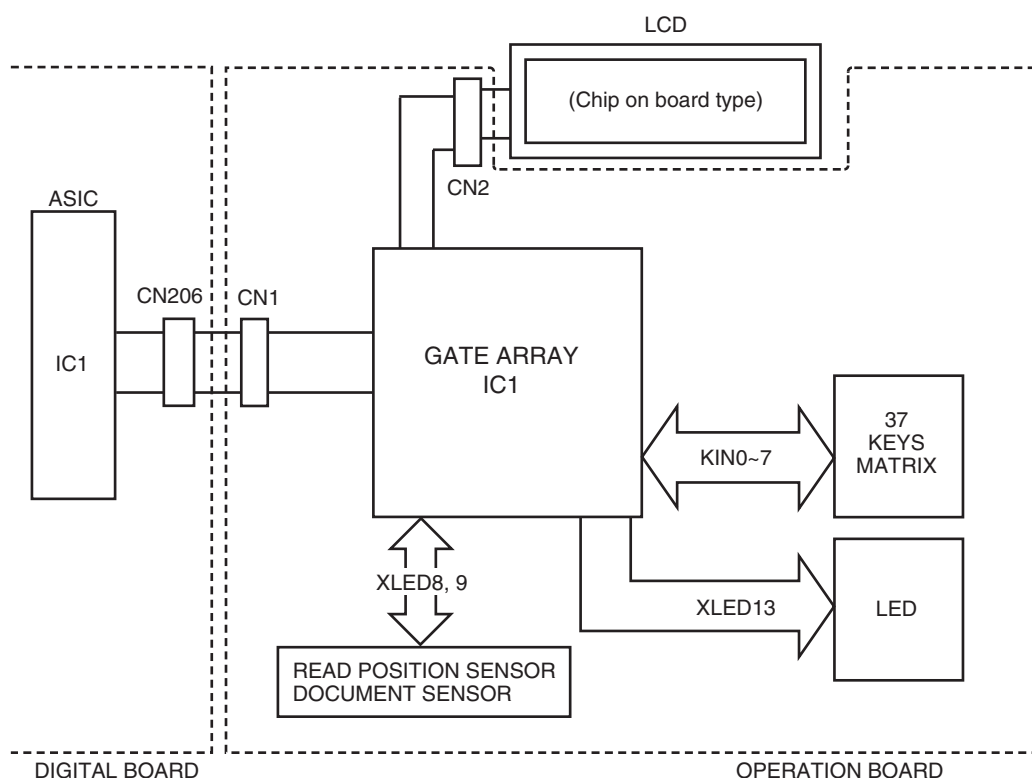 LCD
(Chip on board type)
CN2
ASIC
IC1
CN206
CN1
GATE ARRAY
IC1
KIN0~7
37
KEYS
MATRIX
XLED8, 9
XLED13
LED
READ POSITION SENSOR
DOCUMENT SENSOR
DIGITAL BOARD
OPERATION BOARD